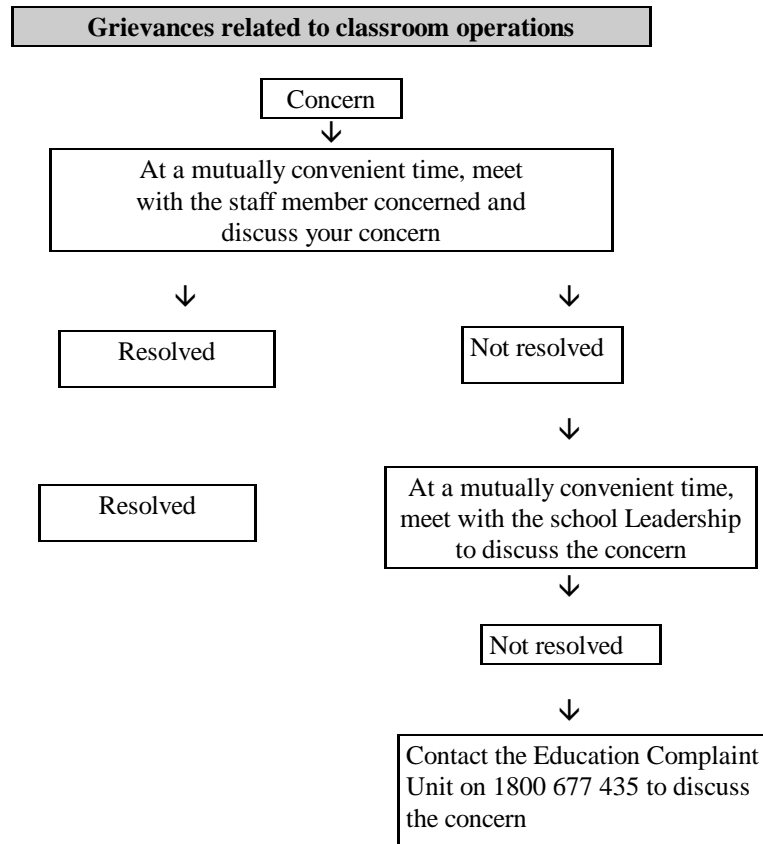 Grievances related to classroom operations
Concern
At a mutually convenient time, meet
with the staff member concerned and
discuss your concern
Resolved
Not resolved
Resolved
At a mutually convenient time,
meet with the school Leadership
to discuss the concern
Not resolved
Contact the Education Complaint
Unit on 1800 677 435 to discuss
the concern